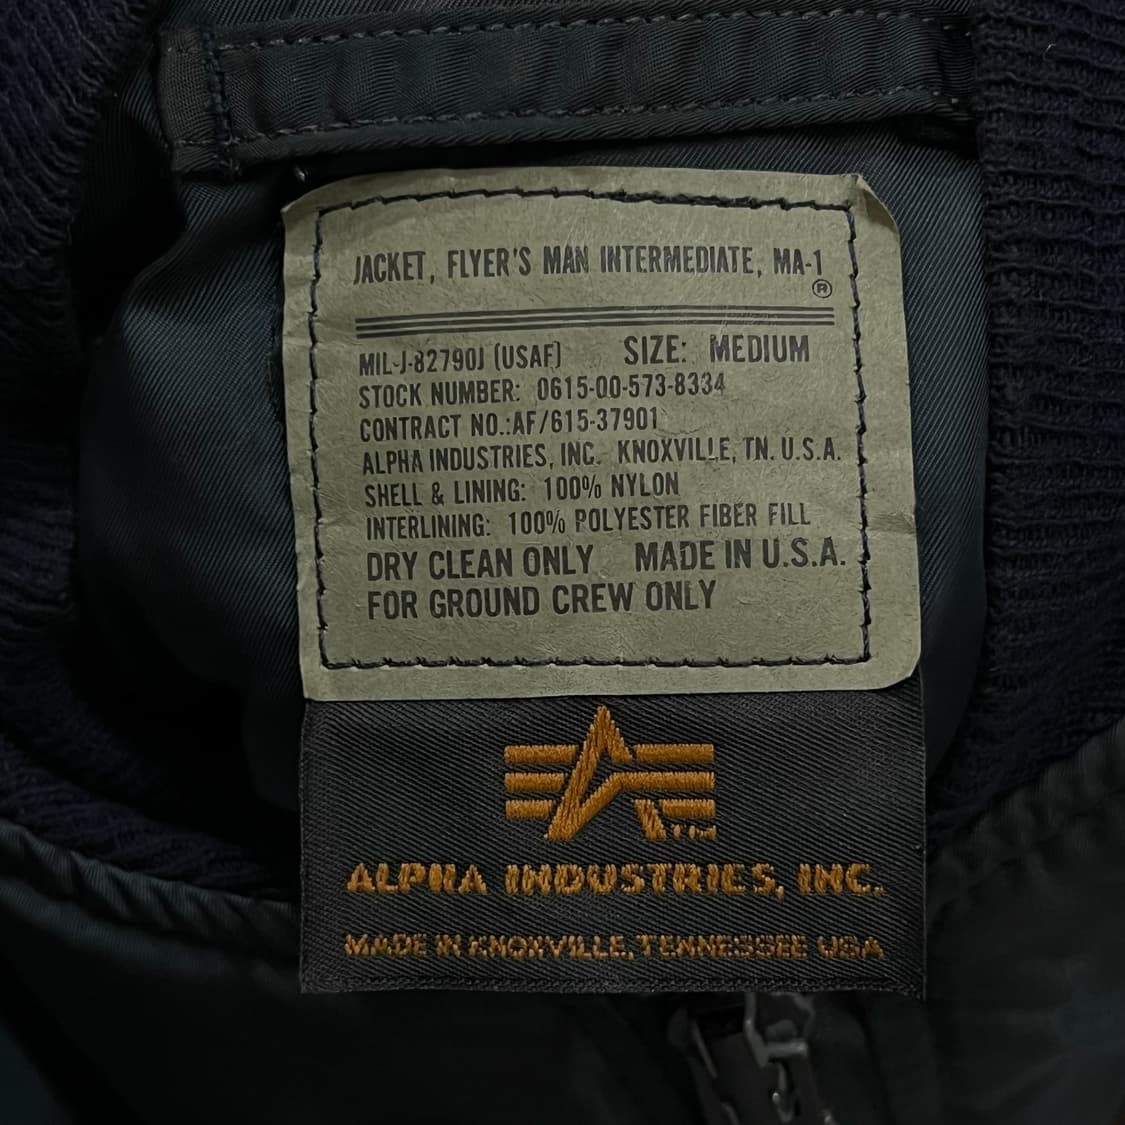 JACKET, FLYER'S MAN INTERMEDIATE, MA-1
®
MIL-J-82790J (USAF) SIZE: MEDIUM
STOCK NUMBER: 0615-00-573-8334
CONTRACT NO.:AF/615-37901
ALPHA INDUSTRIES, INC. KNOXVILLE, TN. U.S.A.
SHELL & LINING: 100% NYLON
INTERLINING: 100% POLYESTER FIBER FILL
DRY CLEAN ONLY MADE IN U.S.A.
FOR GROUND CREW ONLY
TM
ALPHA INDUSTRIES, INC.
MADE IN KNOXVILLE, TENNESSEE USA